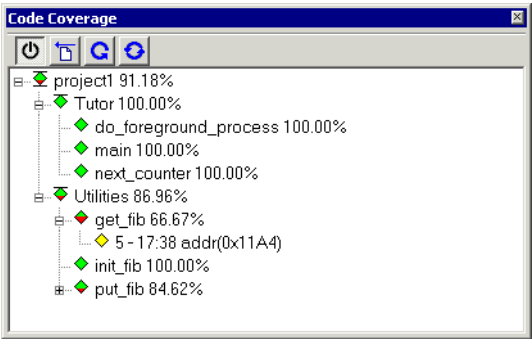 Code Coverage
project1 91.18%
Tutor 100.00%
do_foreground_process 100.00%
main 100.00%
next_counter 100.00%
Utilities 86.96%
get_fib 66.67%
5 - 17:38 addr(0x11A4)
init_fib 100.00%
put_fib 84.62%